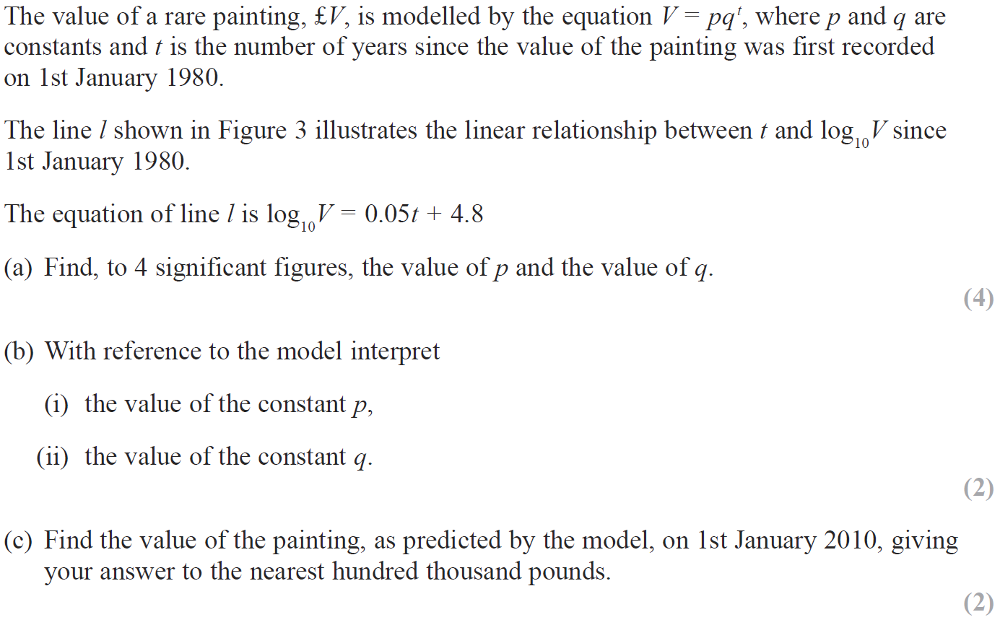 The value of a rare painting, £V, is modelled by the equation V = pqᵗ, where p and q are
constants and t is the number of years since the value of the painting was first recorded
on 1st January 1980.
The line l shown in Figure 3 illustrates the linear relationship between t and log₁₀V since
1st January 1980.
The equation of line l is log₁₀V = 0.05t + 4.8
(a) Find, to 4 significant figures, the value of p and the value of q.
(4)
(b) With reference to the model interpret
(i) the value of the constant p,
(ii) the value of the constant q.
(2)
(c) Find the value of the painting, as predicted by the model, on 1st January 2010, giving
your answer to the nearest hundred thousand pounds.
(2)